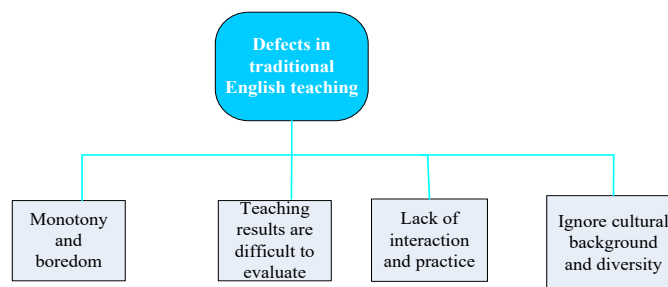 Defects in
traditional
English teaching
Monotony
and
boredom
Teaching
results are
difficult to
evaluate
Lack of
interaction
and practice
Ignore cultural
background
and diversity